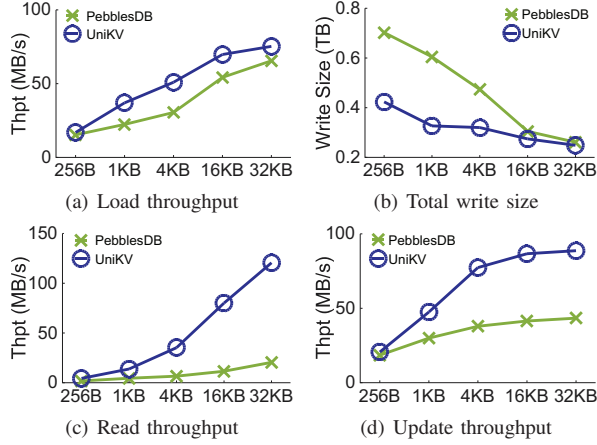 100
50
0
Thpt (MB/s)
PebblesDB
UniKV
256B 1KB 4KB 16KB 32KB
(a) Load throughput
0.8
0.6
0.4
0.2
Write Size (TB)
PebblesDB
UniKV
256B 1KB 4KB 16KB 32KB
(b) Total write size
150
100
50
0
Thpt (MB/s)
PebblesDB
UniKV
256B 1KB 4KB 16KB 32KB
(c) Read throughput
100
50
0
Thpt (MB/s)
PebblesDB
UniKV
256B 1KB 4KB 16KB 32KB
(d) Update throughput